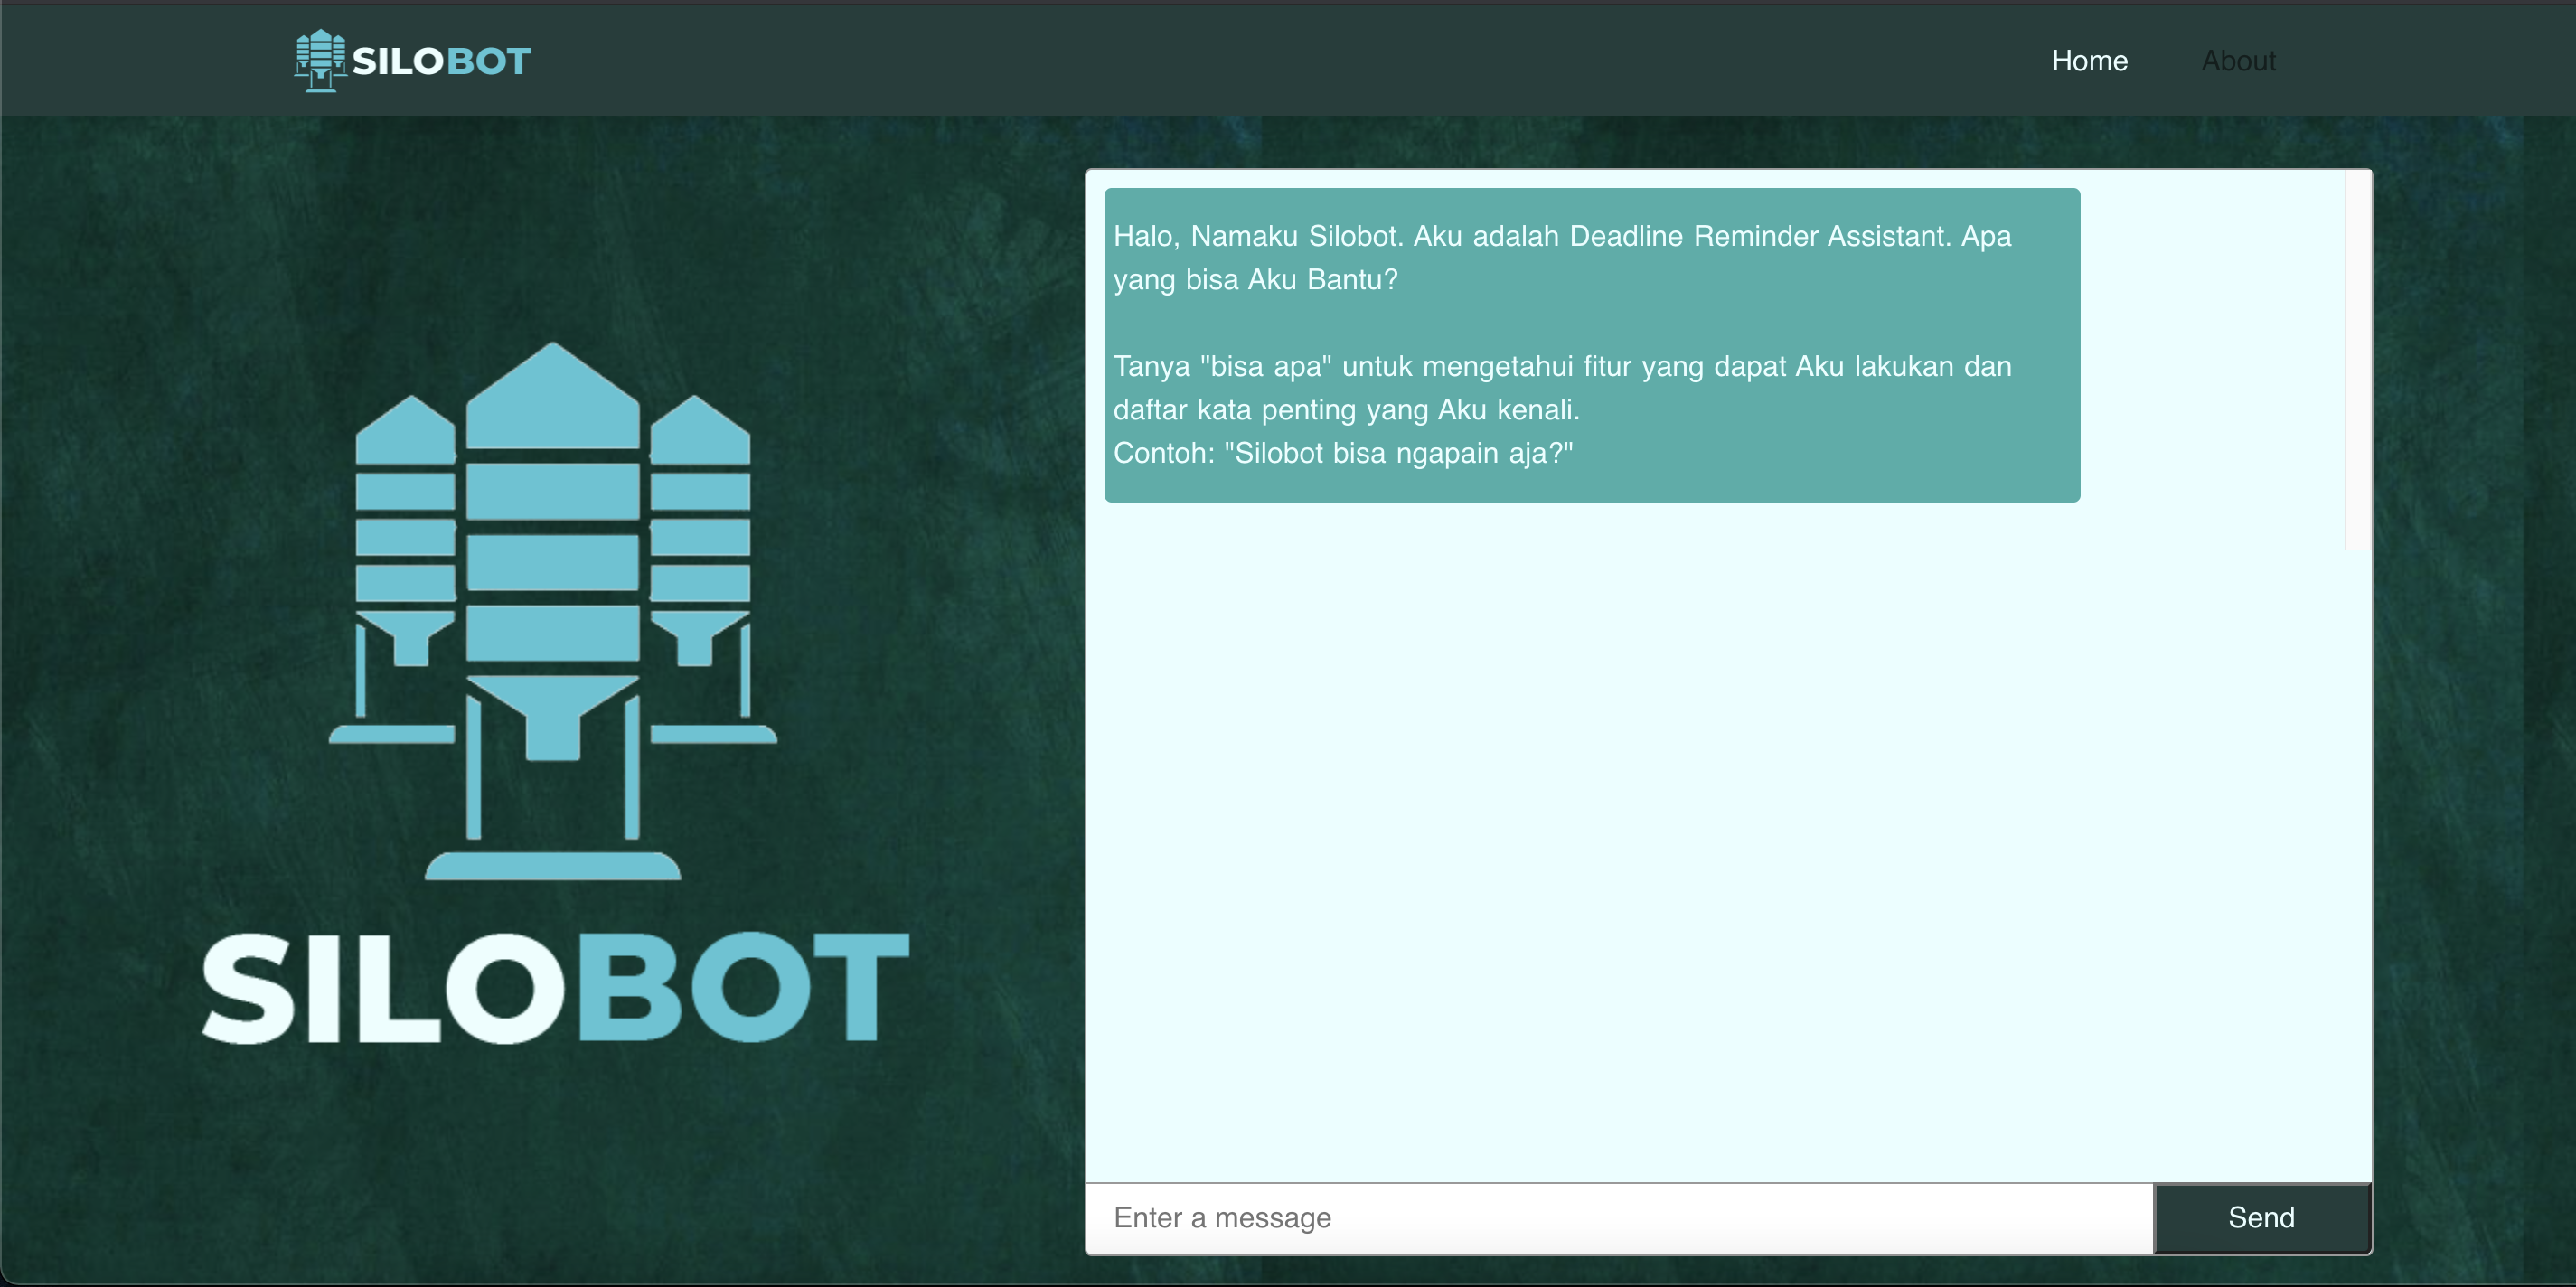 SILOBOT
Home
About
Halo, Namaku Silobot. Aku adalah Deadline Reminder Assistant. Apa
yang bisa Aku Bantu?
Tanya "bisa apa" untuk mengetahui fitur yang dapat Aku lakukan dan
daftar kata penting yang Aku kenali.
Contoh: "Silobot bisa ngapain aja?"
SILOBOT
Enter a message
Send